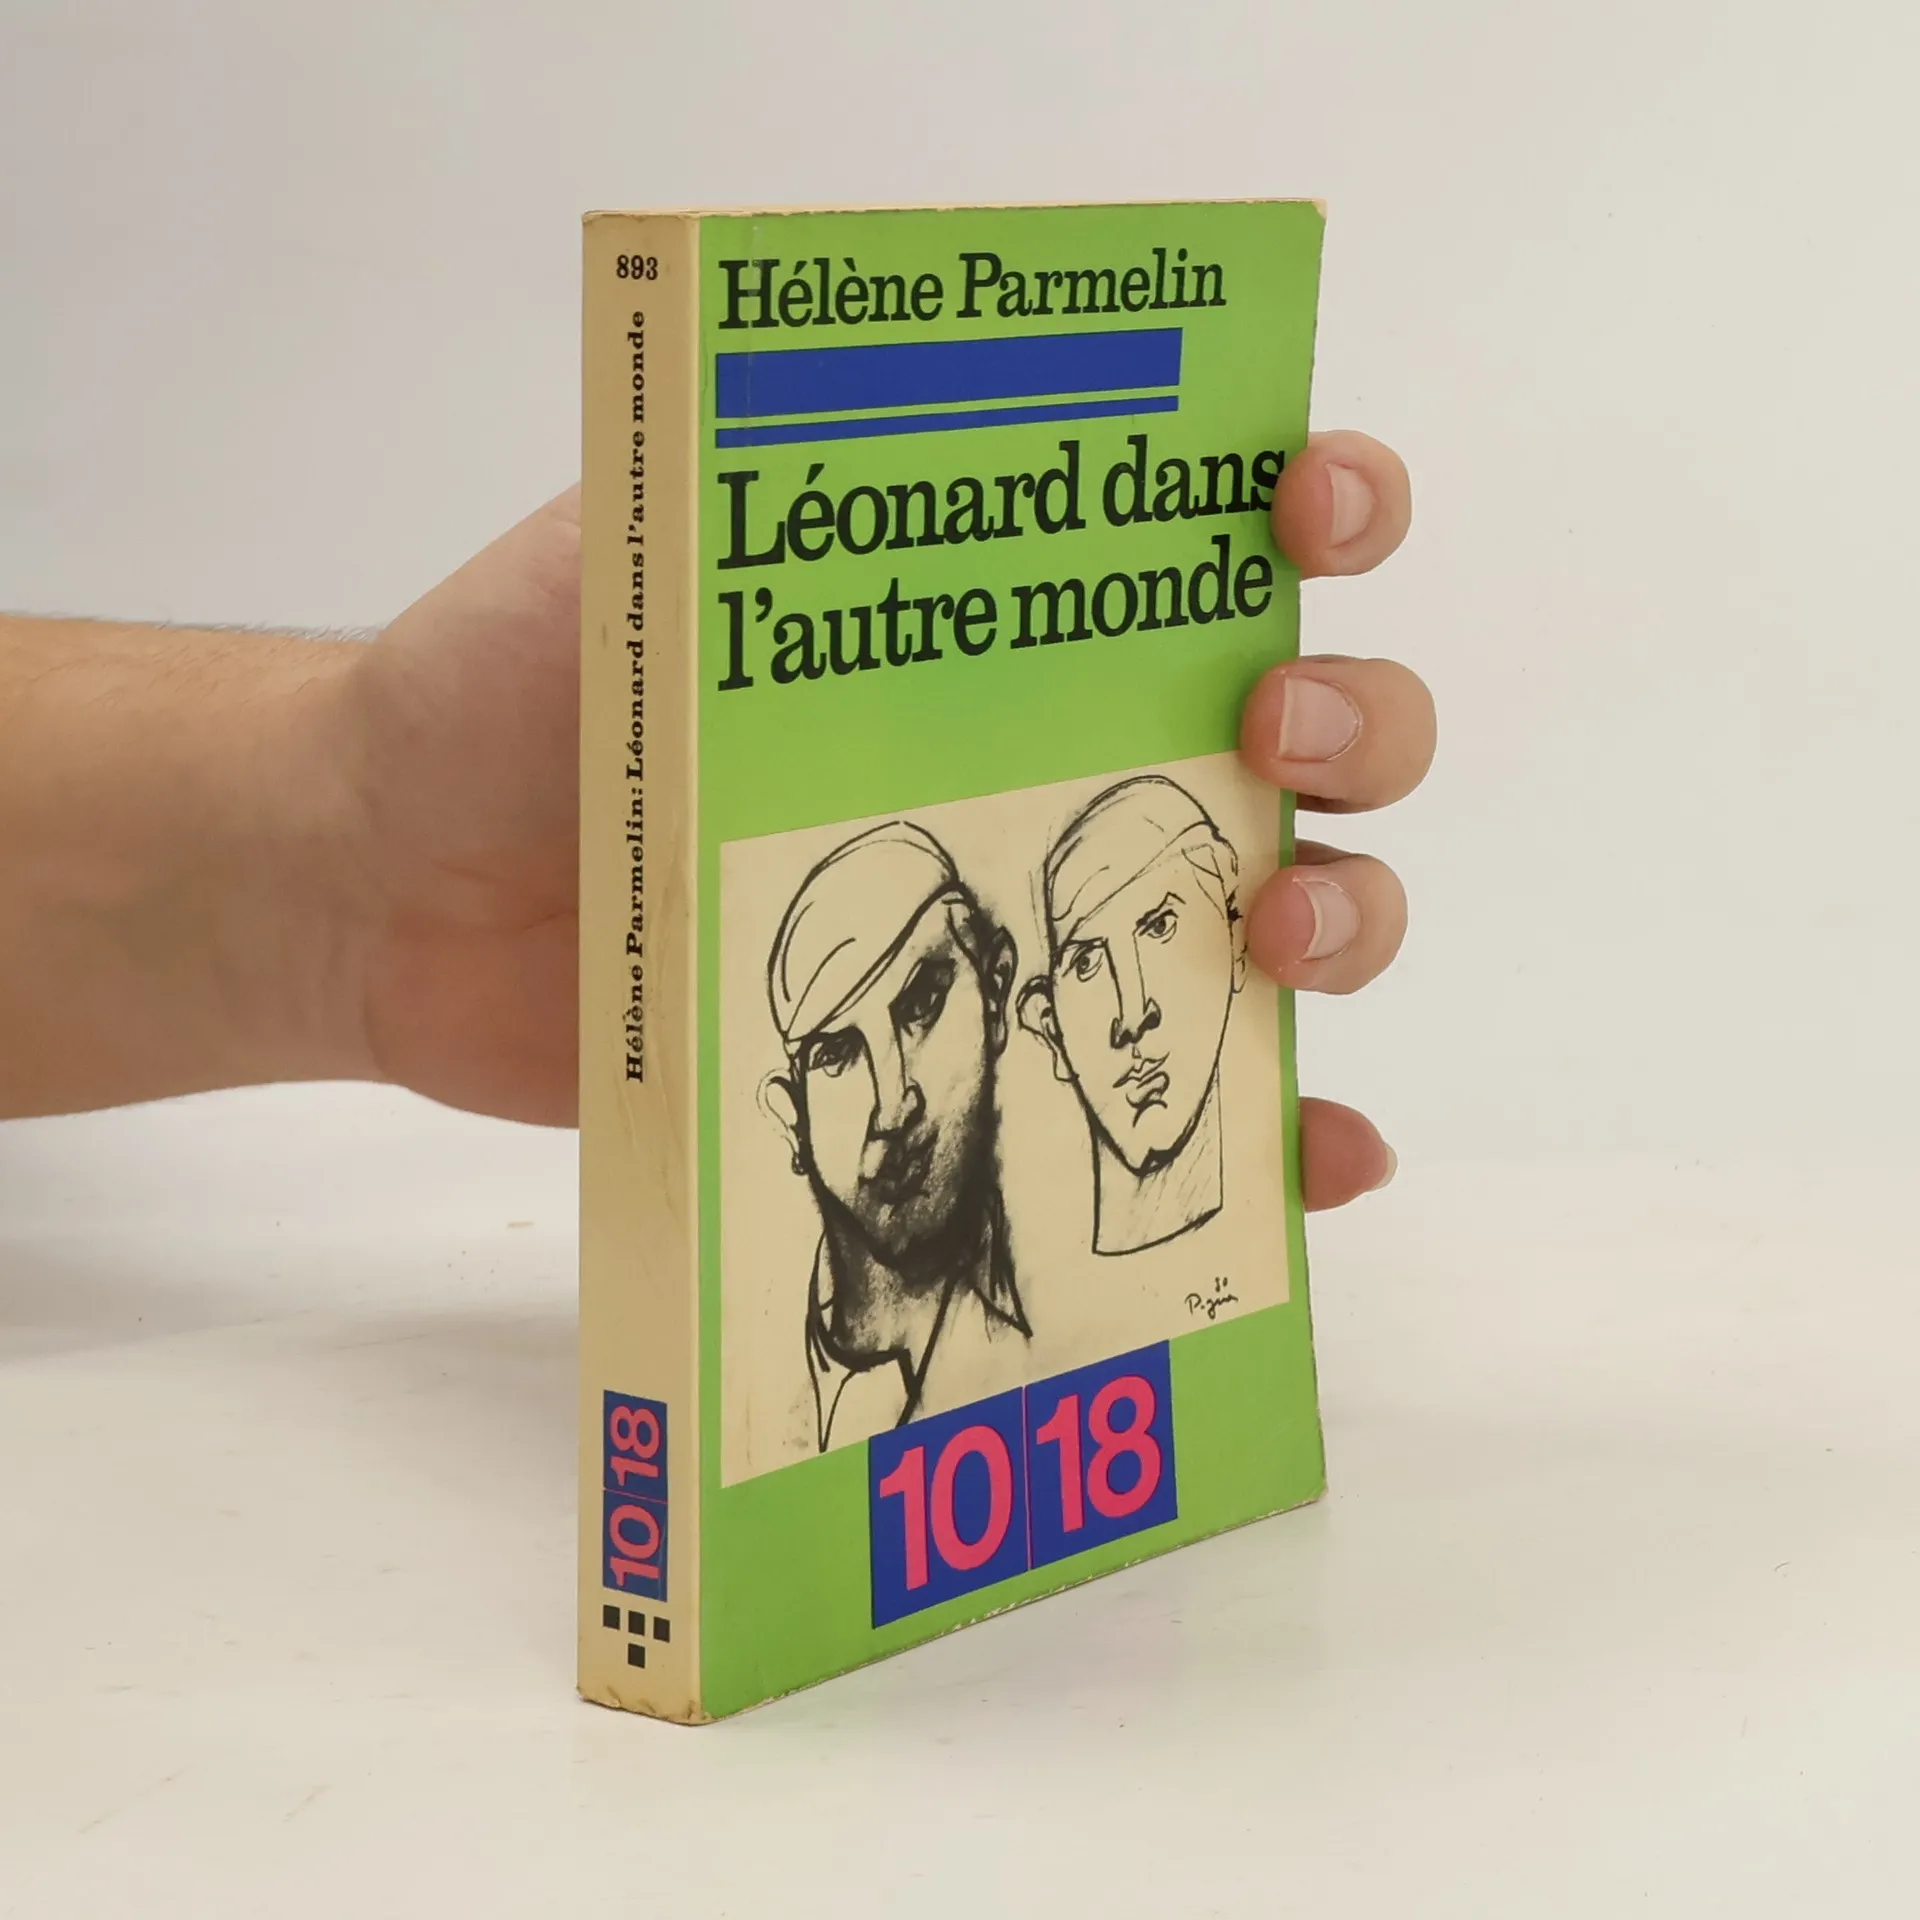 893
Hélène Parmelin: Léonard dans l'autre monde
10 18
Hélène Parmelin
Léonard dans
l'autre monde
10 18